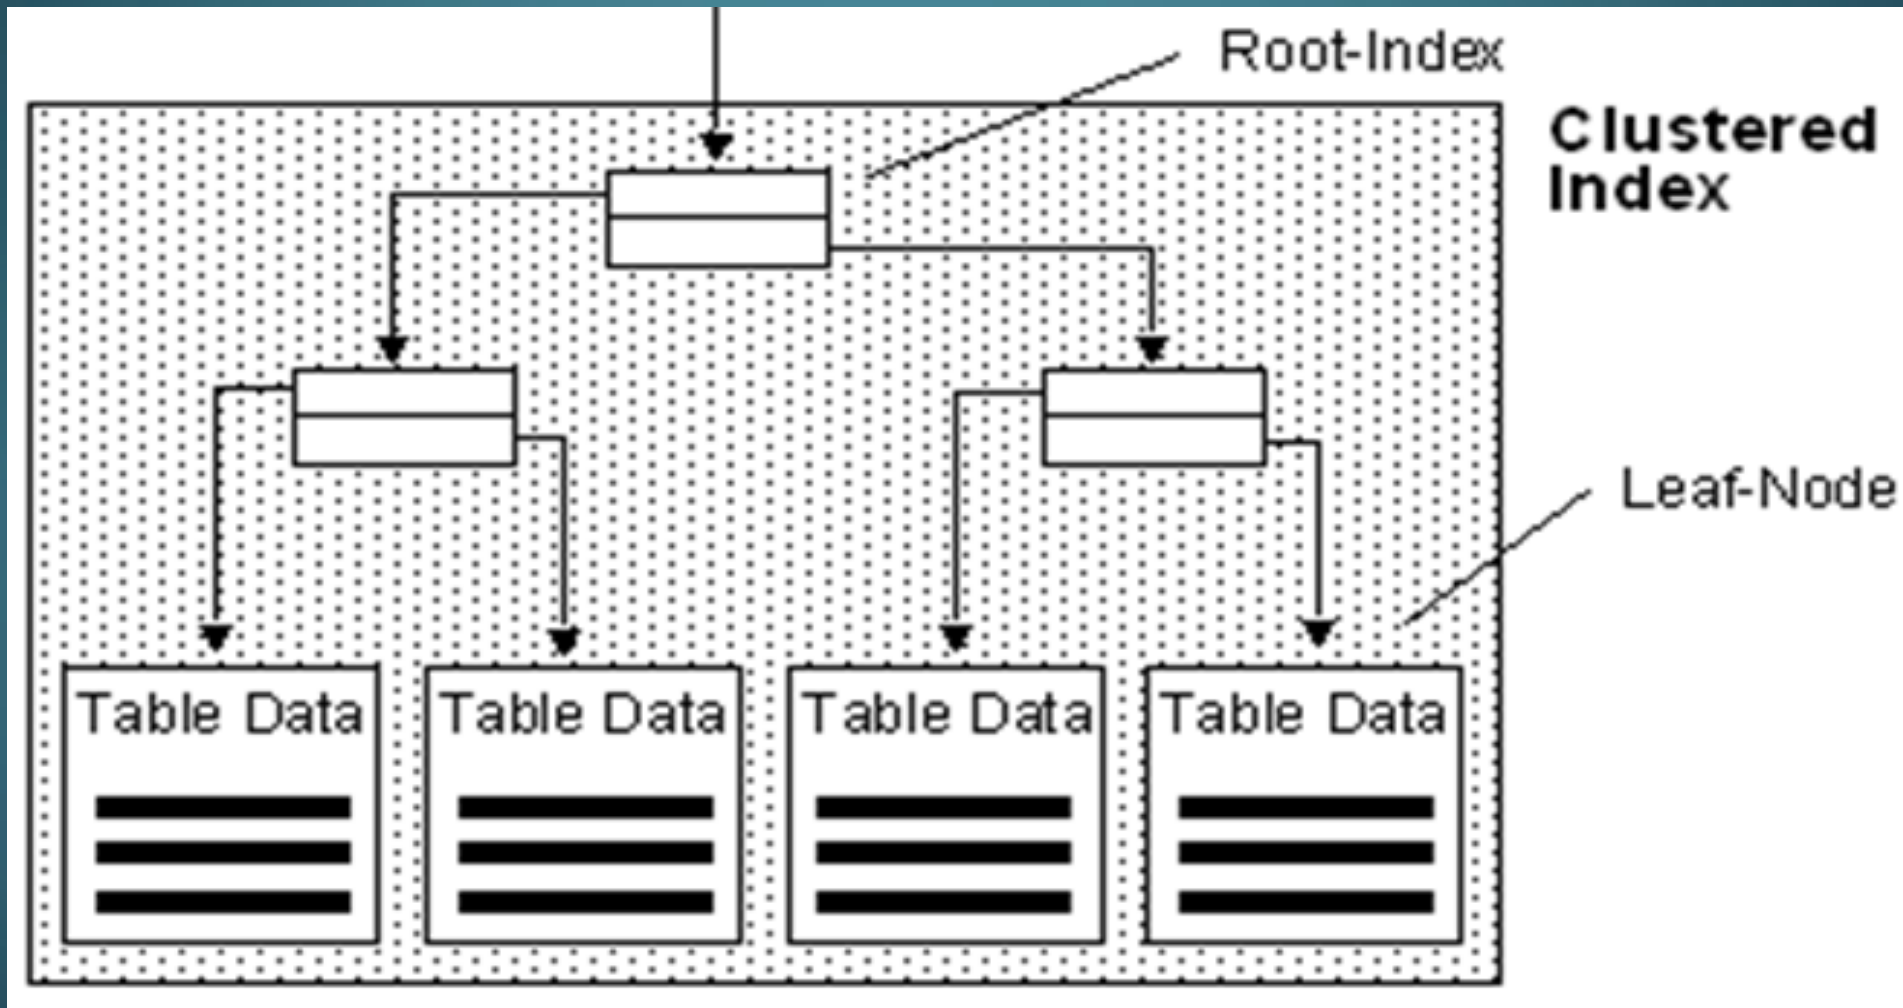 Root-Index
Clustered
Index
Leaf-Node
Table Data
Table Data
Table Data
Table Data